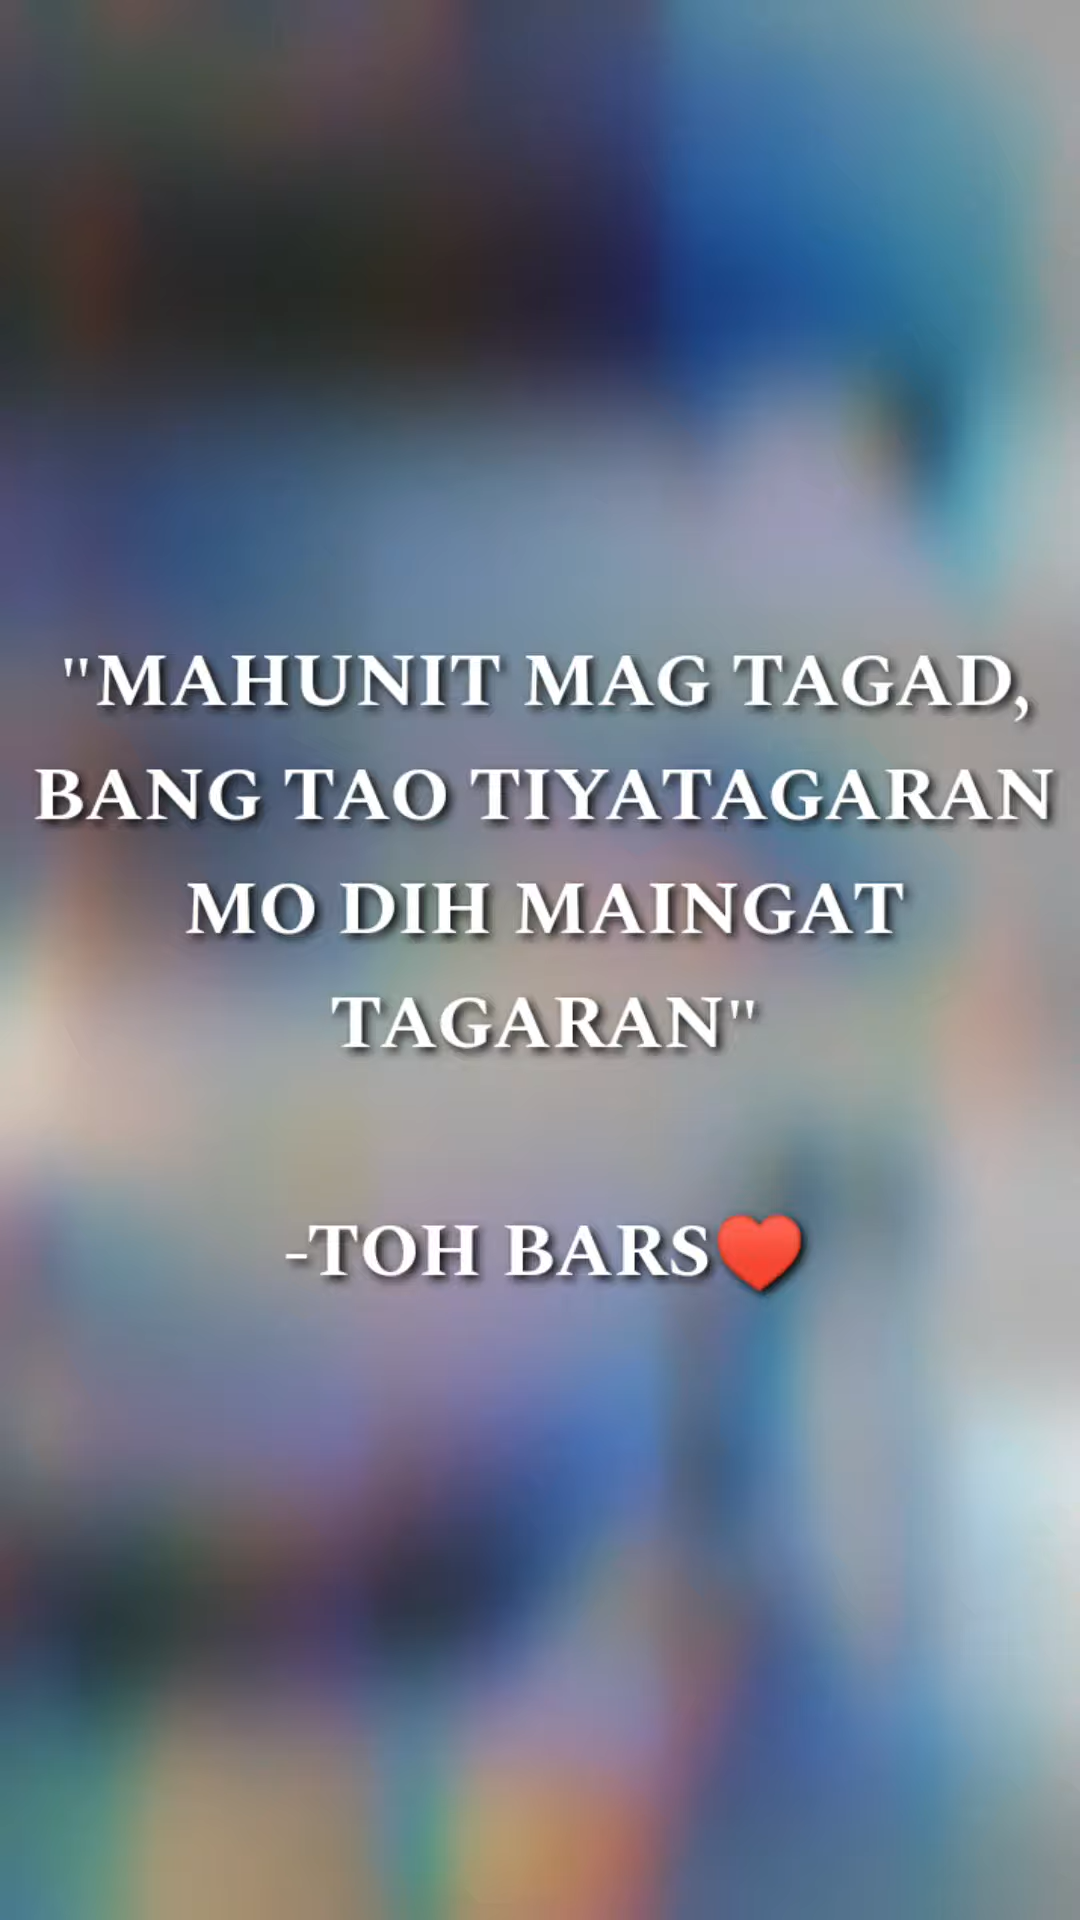 "MAHUNIT MAG TAGAD,
BANG TAO TIYATAGARAN
MO DIH MAINGAT
TAGARAN"
-TOH BARS❤️